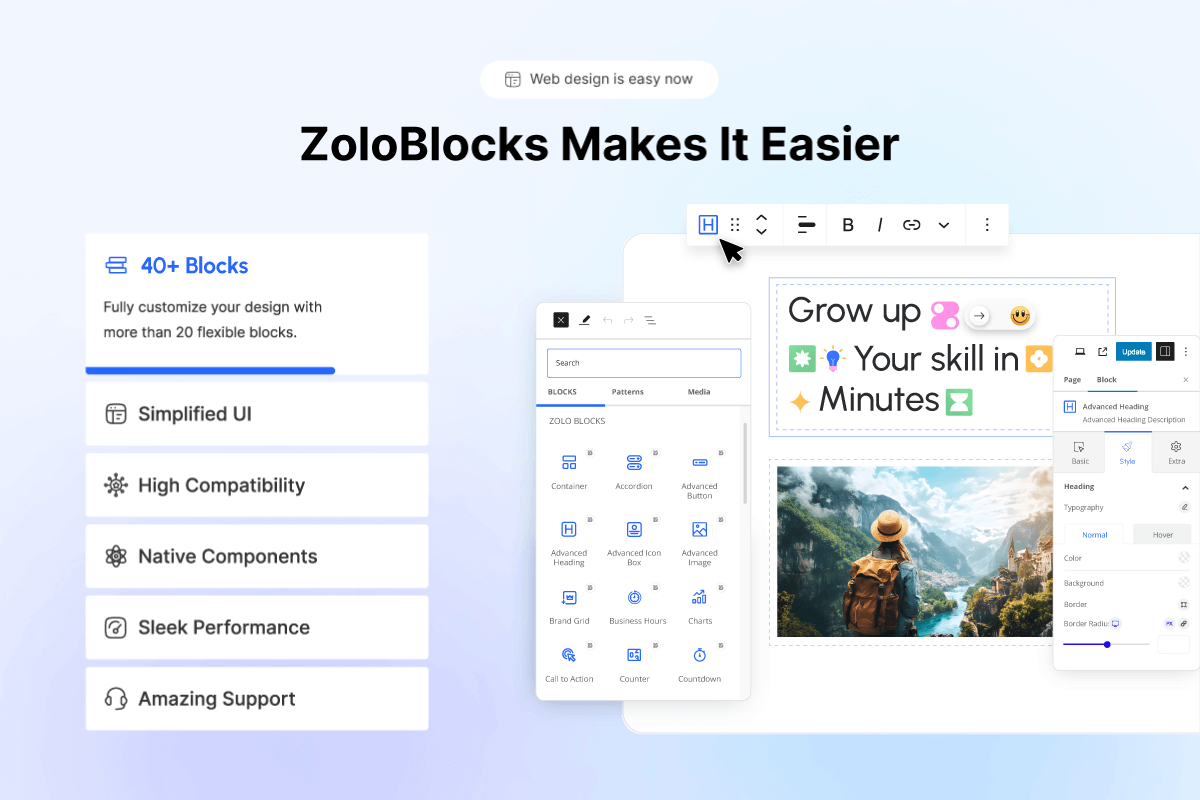 Web design is easy now
ZoloBlocks Makes It Easier
40+ Blocks
Fully customize your design with
more than 20 flexible blocks.
Simplified UI
High Compatibility
Native Components
Sleek Performance
Amazing Support
H
B I
Search
BLOCKS Patterns Media
ZOLO BLOCKS
Container Accordion Advanced
Button
Advanced
Heading
Advanced Icon
Box
Advanced
Image
Brand Grid Business Hours Charts
Call to Action Counter Countdown
Grow up
Your skill in
Minutes
Update
Page Block
Advanced Heading
Advanced Heading Description
Basic Style Extra
Heading
Typography
Normal Hover
Color
Background
Border
Border Radiu: PX